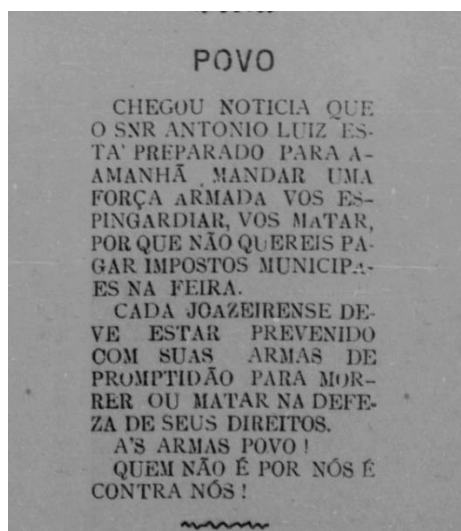 POVO
CHEGOU NOTICIA QUE
O SNR ANTONIO LUIZ ES-
TA' PREPARADO PARA A-
AMANHÃ MANDAR UMA
FORÇA ARMADA VOS ES-
PINGARDIAR, VOS MATAR,
POR QUE NÃO QUEREIS PA-
GAR IMPOSTOS MUNICIPA-
ES NA FEIRA.
CADA JOAZEIRENSE DE-
VE ESTAR PREVENIDO
COM SUAS ARMAS DE
PROMPTIDÃO PARA MOR-
RER OU MATAR NA DEFE-
ZA DE SEUS DIREITOS.
A'S ARMAS POVO !
QUEM NÃO É POR NÓS É
CONTRA NÓS !